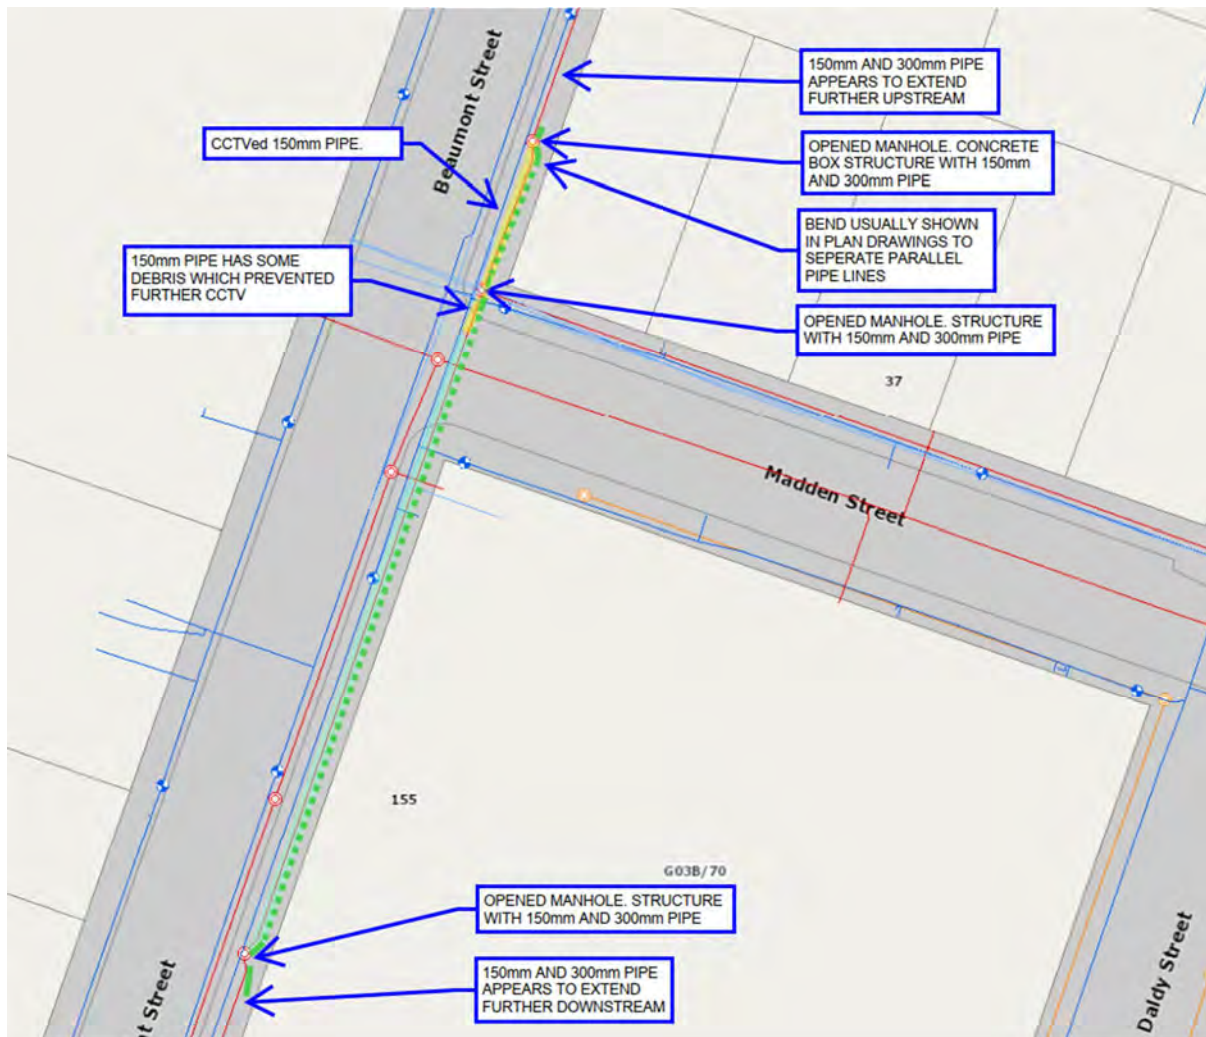 Beaumont Street
150mm AND 300mm PIPE
APPEARS TO EXTEND
FURTHER UPSTREAM
CCTVed 150mm PIPE.
OPENED MANHOLE. CONCRETE
BOX STRUCTURE WITH 150mm
AND 300mm PIPE
BEND USUALLY SHOWN
IN PLAN DRAWINGS TO
SEPERATE PARALLEL
PIPE LINES
150mm PIPE HAS SOME
DEBRIS WHICH PREVENTED
FURTHER CCTV
OPENED MANHOLE. STRUCTURE
WITH 150mm AND 300mm PIPE
37
Madden Street
155
G03B/70
OPENED MANHOLE. STRUCTURE
WITH 150mm AND 300mm PIPE
150mm AND 300mm PIPE
APPEARS TO EXTEND
FURTHER DOWNSTREAM
nt Street
Daldy Street